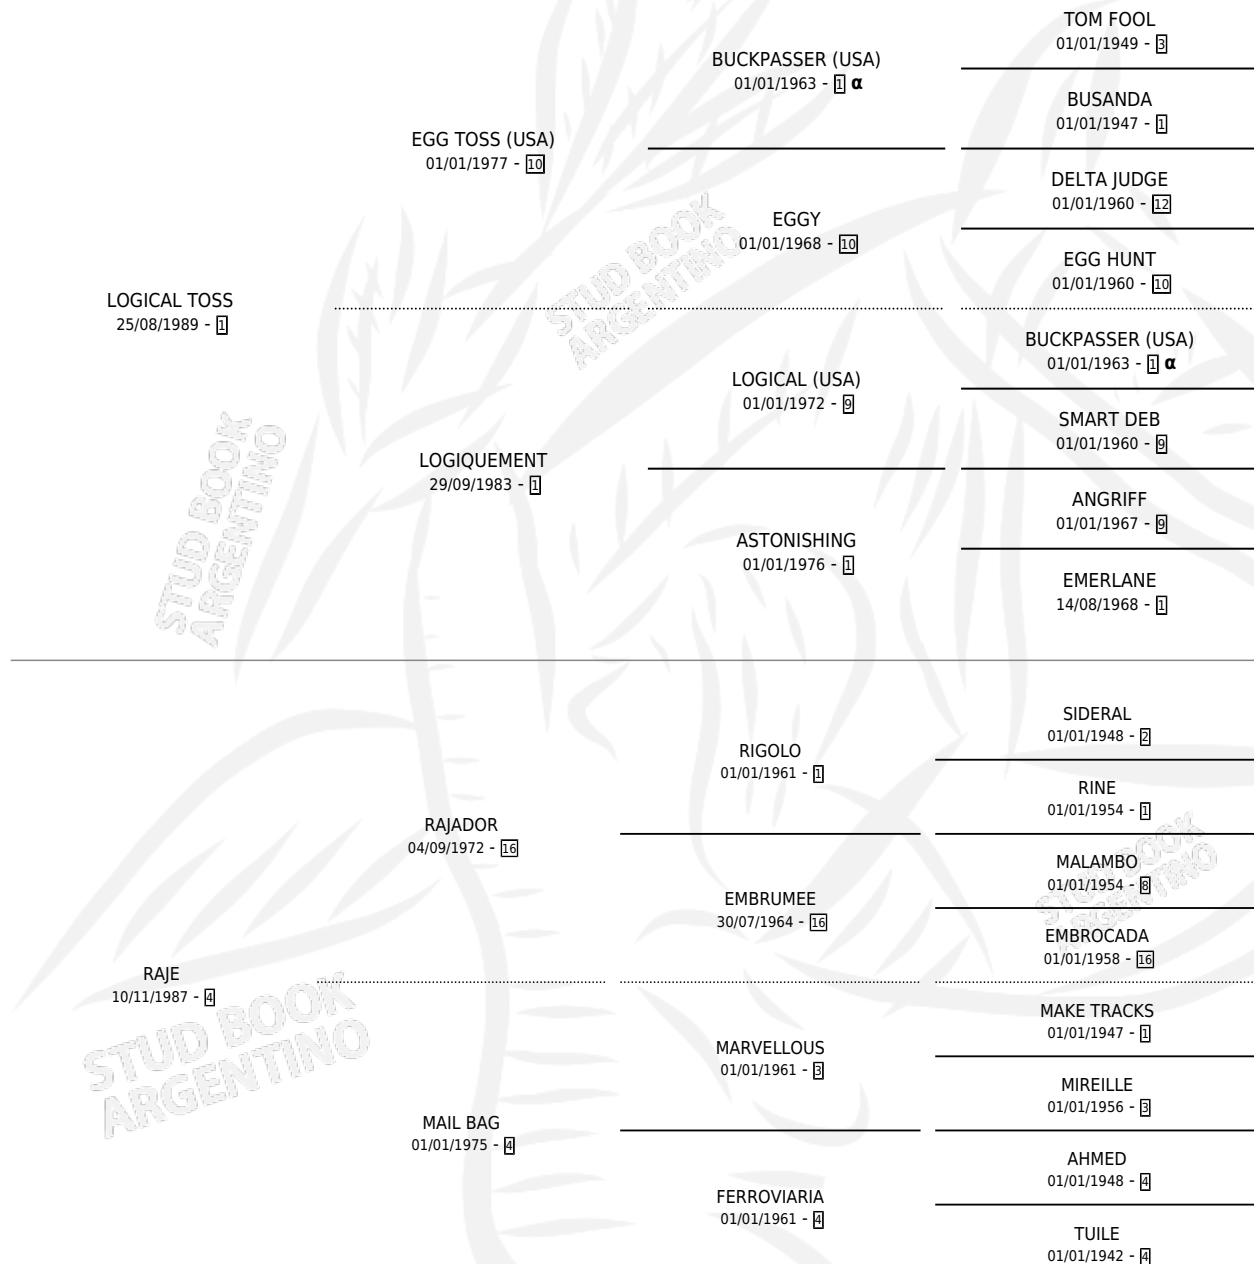 TOM FOOL
01/01/1949 - 3
BUCKPASSER (USA)
01/01/1963 - 1 α
BUSANDA
01/01/1947 - 1
EGG TOSS (USA)
01/01/1977 - 10
DELTA JUDGE
01/01/1960 - 12
EGGY
01/01/1968 - 10
EGG HUNT
01/01/1960 - 10
LOGICAL TOSS
25/08/1989 - 1
BUCKPASSER (USA)
01/01/1963 - 1 α
LOGICAL (USA)
01/01/1972 - 9
SMART DEB
01/01/1960 - 9
LOGIQUEMENT
29/09/1983 - 1
ANGRIFF
01/01/1967 - 9
ASTONISHING
01/01/1976 - 1
EMERLANE
14/08/1968 - 1
SIDERAL
01/01/1948 - 2
RIGOLO
01/01/1961 - 1
RINE
01/01/1954 - 1
RAJADOR
04/09/1972 - 16
MALAMBO
01/01/1954 - 8
EMBRUMEE
30/07/1964 - 16
EMBROCADA
01/01/1958 - 16
RAJE
10/11/1987 - 4
MAKE TRACKS
01/01/1947 - 1
MARVELLOUS
01/01/1961 - 3
MIREILLE
01/01/1956 - 3
MAIL BAG
01/01/1975 - 4
AHMED
01/01/1948 - 4
FERROVIARIA
01/01/1961 - 4
TUILE
01/01/1942 - 4
STUD BOOK
ARGENTINO
STUD BOOK
ARGENTINO
STUD BOOK
ARGENTINO
STUD BOOK
ARGENTINO